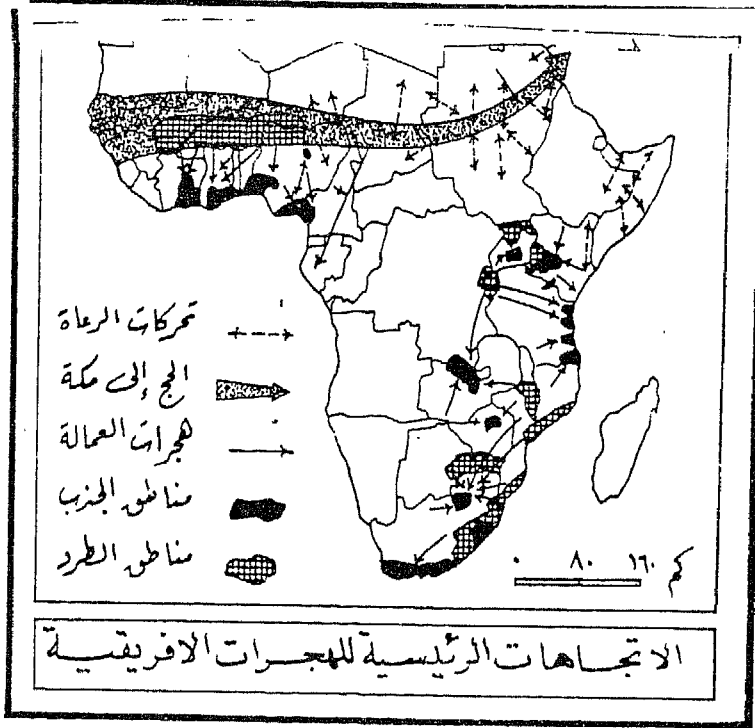 تحركات الرعاة
الحج إلى مكة
هجرات العمالة
مناطق الجذب
مناطق الطرد
٠ ٨٠ ١٦٠ كم
الاتجاهات الرئيسية للهجرات الافريقية